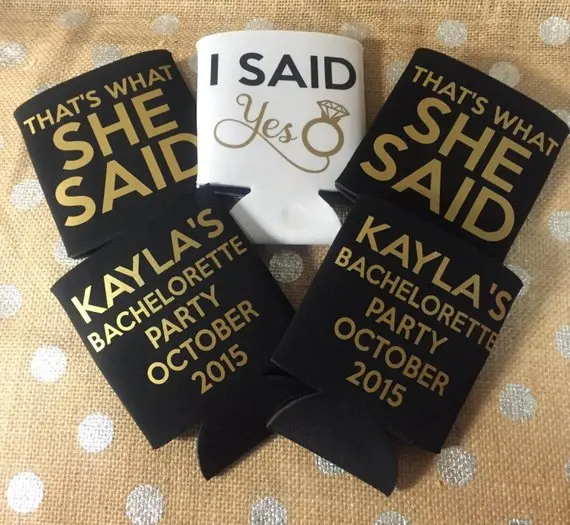 THAT'S WHAT
SHE
SAID
I SAID
Yes
THAT'S WHAT
SHE
SAID
KAYLA'S
BACHELORETTE
PARTY
OCTOBER
2015
KAYLA'S
BACHELORETTE
PARTY
OCTOBER
2015